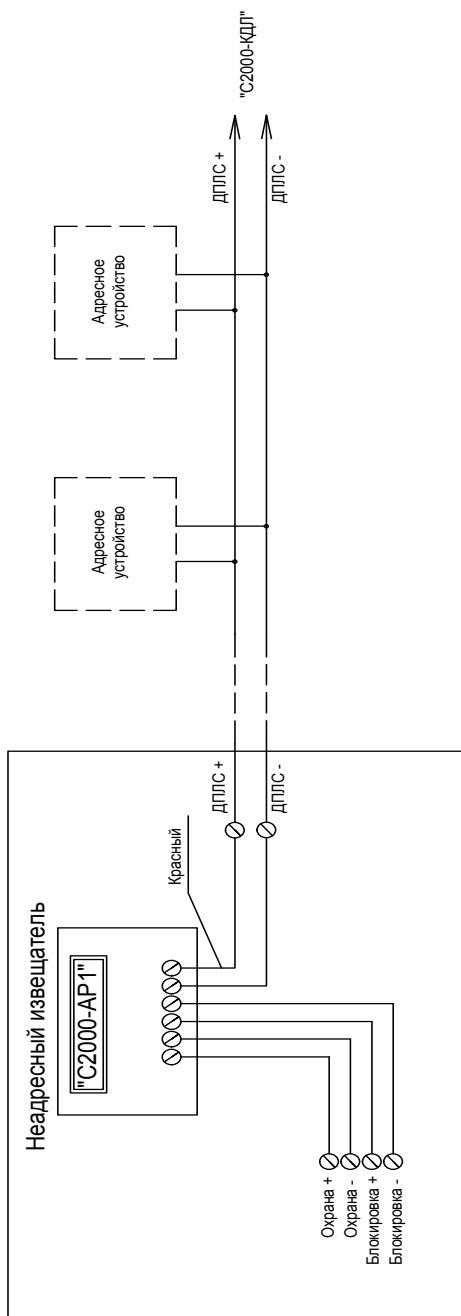 Неадресный извещатель
"С2000-АР1"
Красный
ДПЛС +
ДПЛС -
Охрана +
Охрана -
Блокировка +
Блокировка -
Адресное
устройство
Адресное
устройство
ДПЛС +
ДПЛС -
"С2000-КДЛ"